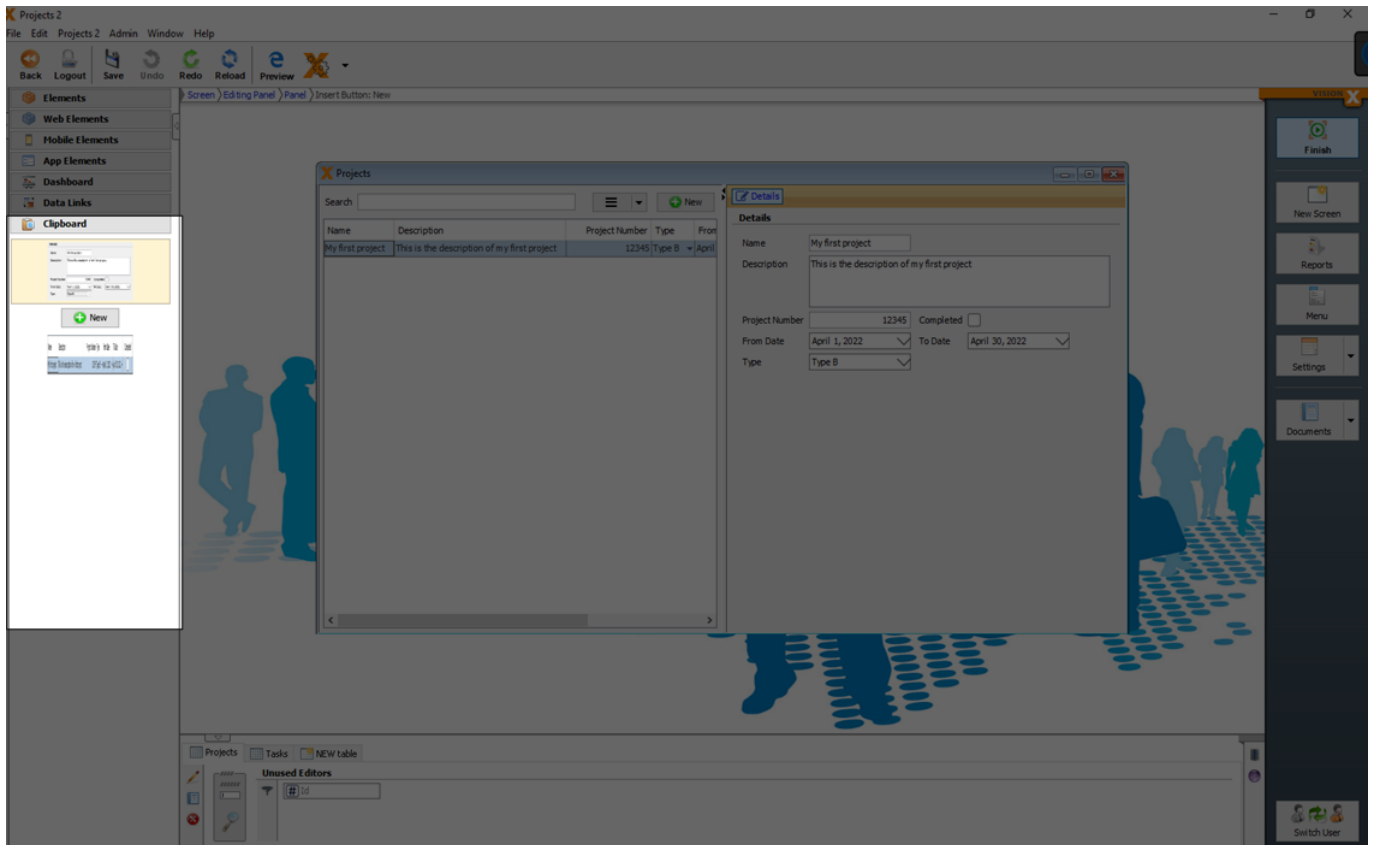 Projects 2
File Edit Projects 2 Admin Window Help
Back Logout Save Undo Redo Reload Preview
Elements
Web Elements
Mobile Elements
App Elements
Dashboard
Data Links
Clipboard
New
Screen Editing Panel Panel Insert Button: New
Projects
Search New
Name Description Project Number Type From
My first project This is the description of my first project 12345 Type B April
Details
Details
Name My first project
Description This is the description of my first project
Project Number 12345 Completed
From Date April 1, 2022 To Date April 30, 2022
Type Type B
VISION X
Finish
New Screen
Reports
Menu
Settings
Documents
Switch User
Projects Tasks NEW table
Unused Editors
# Id